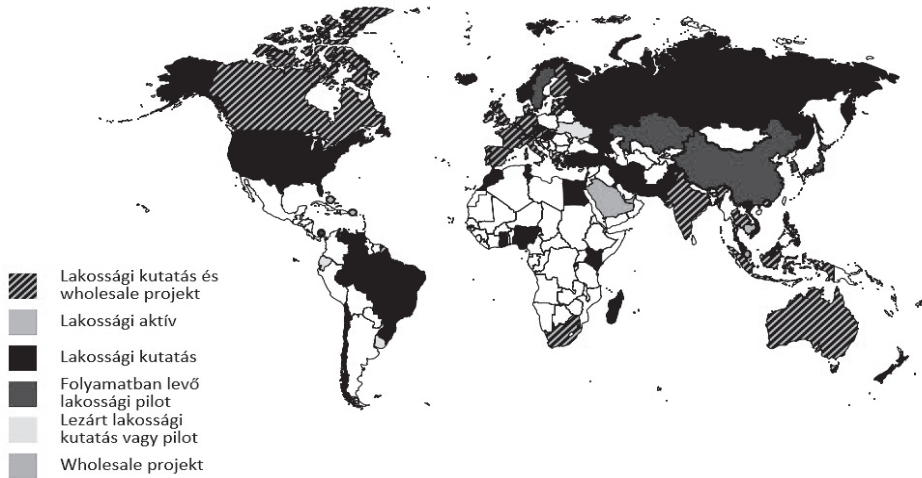 Lakossági kutatás és
wholesale projekt
Lakossági aktív
Lakossági kutatás
Folyamatban levő
lakossági pilot
Lezárt lakossági
kutatás vagy pilot
Wholesale projekt